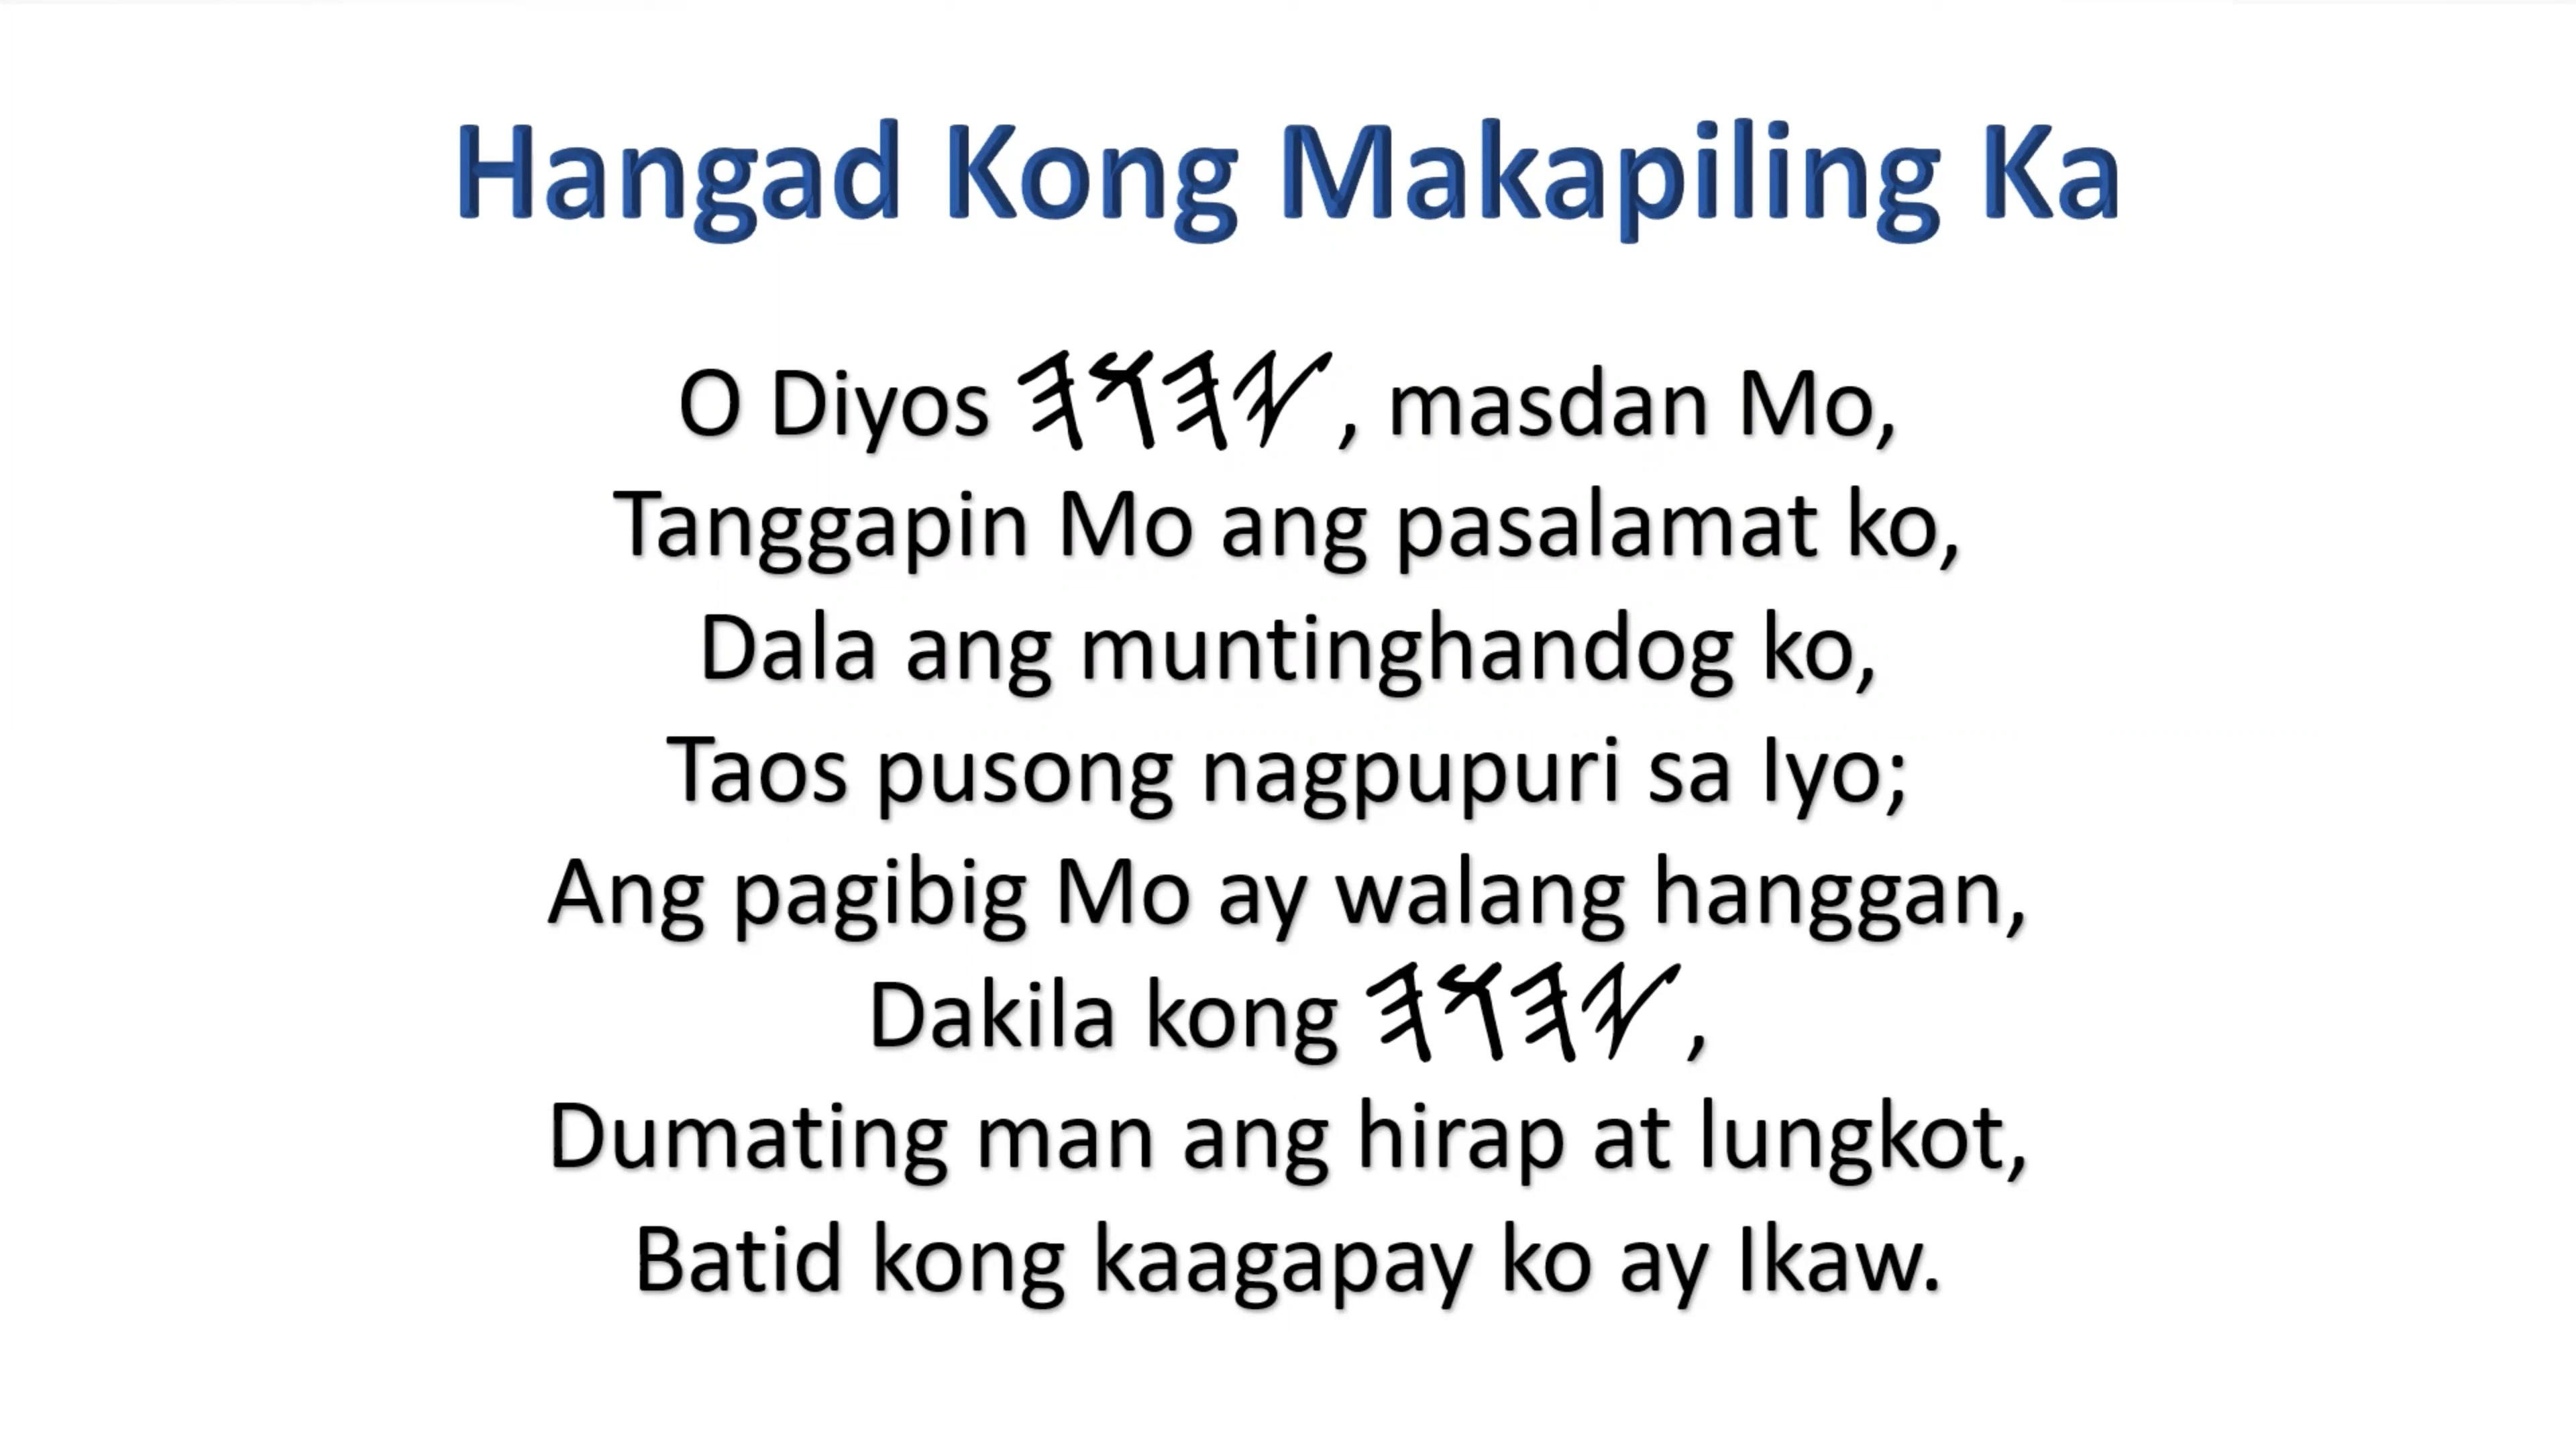 Hangad Kong Makapiling Ka
O Diyos 𐤉𐤄𐤅𐤄, masdan Mo,
Tanggapin Mo ang pasalamat ko,
Dala ang muntinghandog ko,
Taos pusong nagpupuri sa Iyo;
Ang pagibig Mo ay walang hanggan,
Dakila kong 𐤉𐤄𐤅𐤄,
Dumating man ang hirap at lungkot,
Batid kong kaagapay ko ay Ikaw.